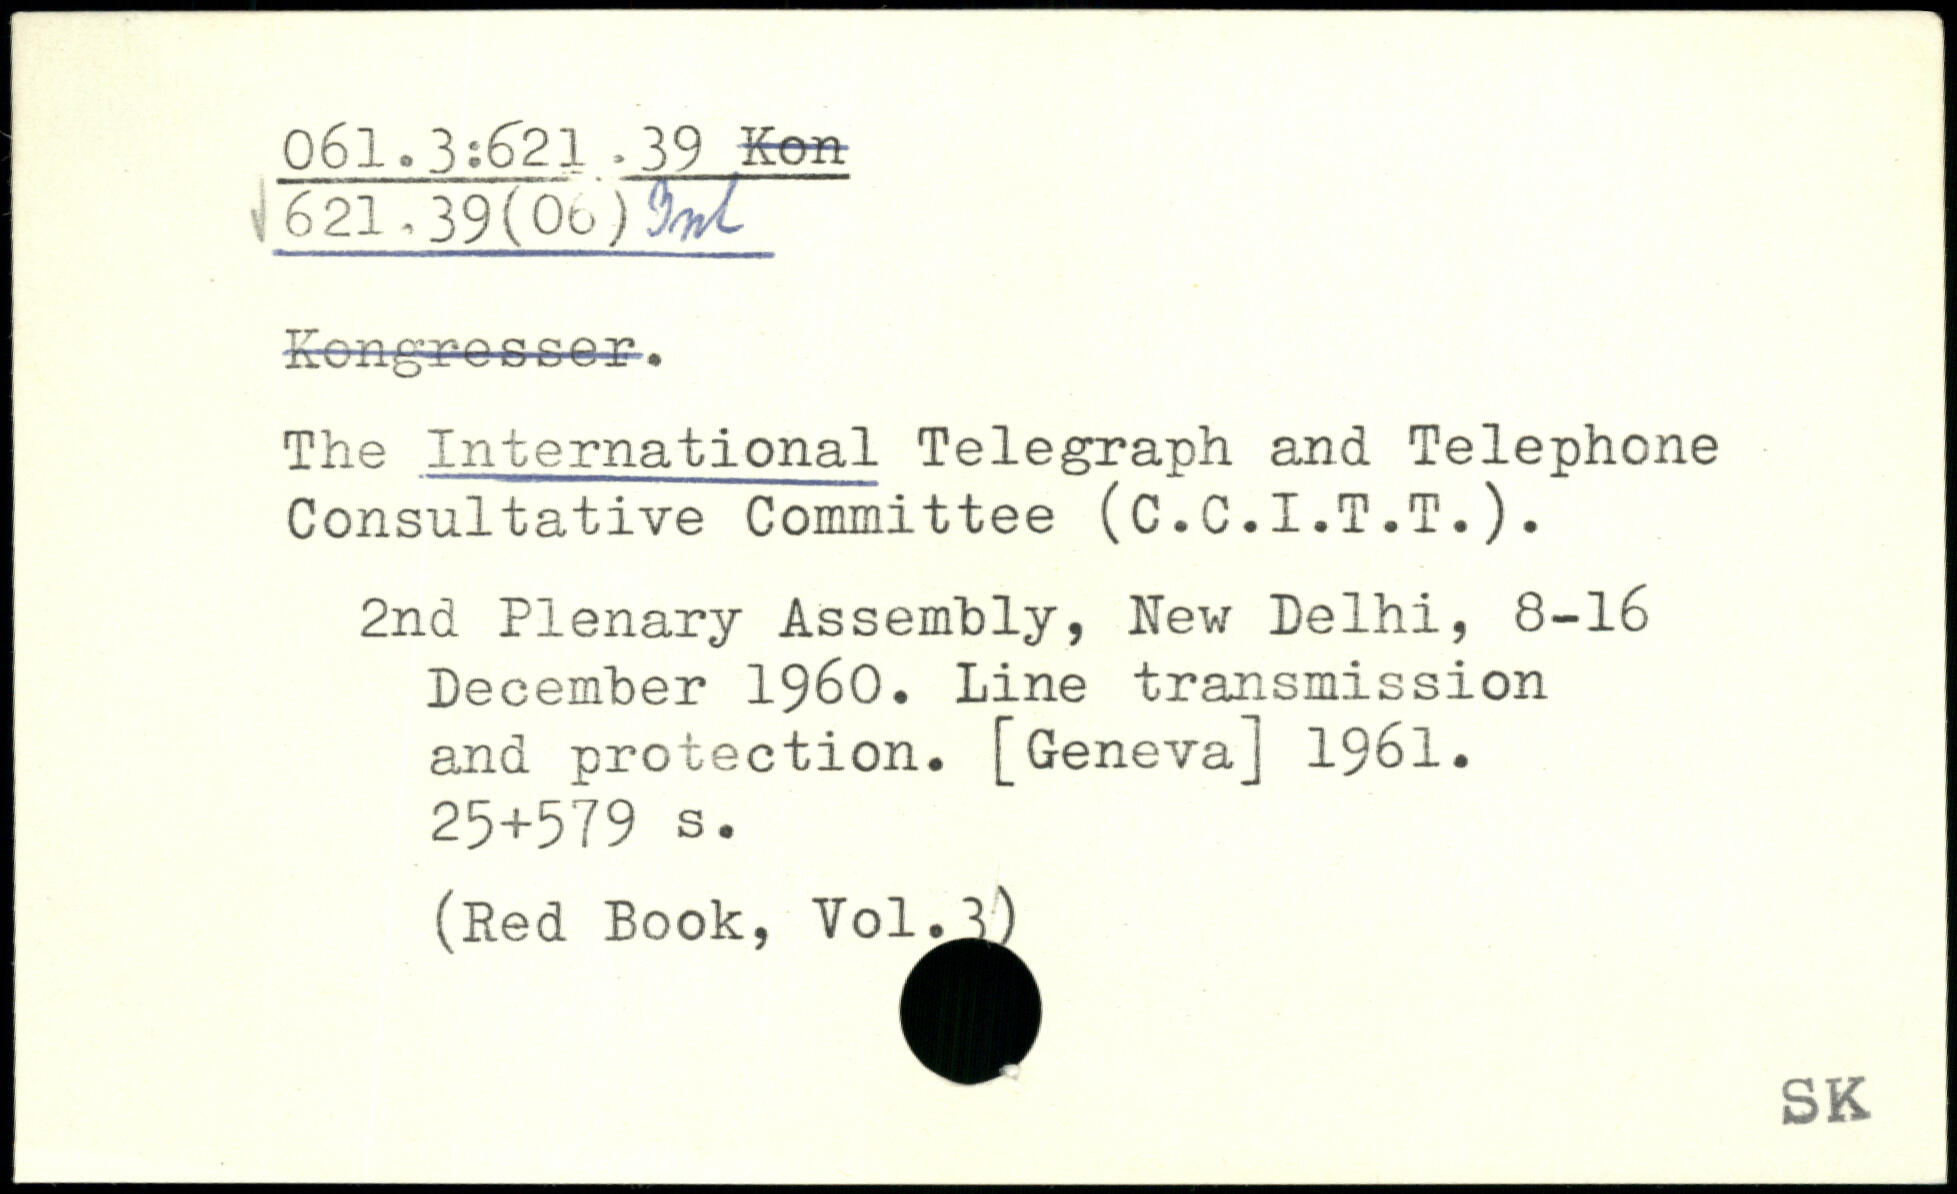 061.3:621.39 Kon
621.39(06) Int
Kongresser.
The International Telegraph and Telephone
Consultative Committee (C.C.I.T.T.).
2nd Plenary Assembly, New Delhi, 8-16
December 1960. Line transmission
and protection. [Geneva] 1961.
25+579 s.
(Red Book, Vol.3)
SK